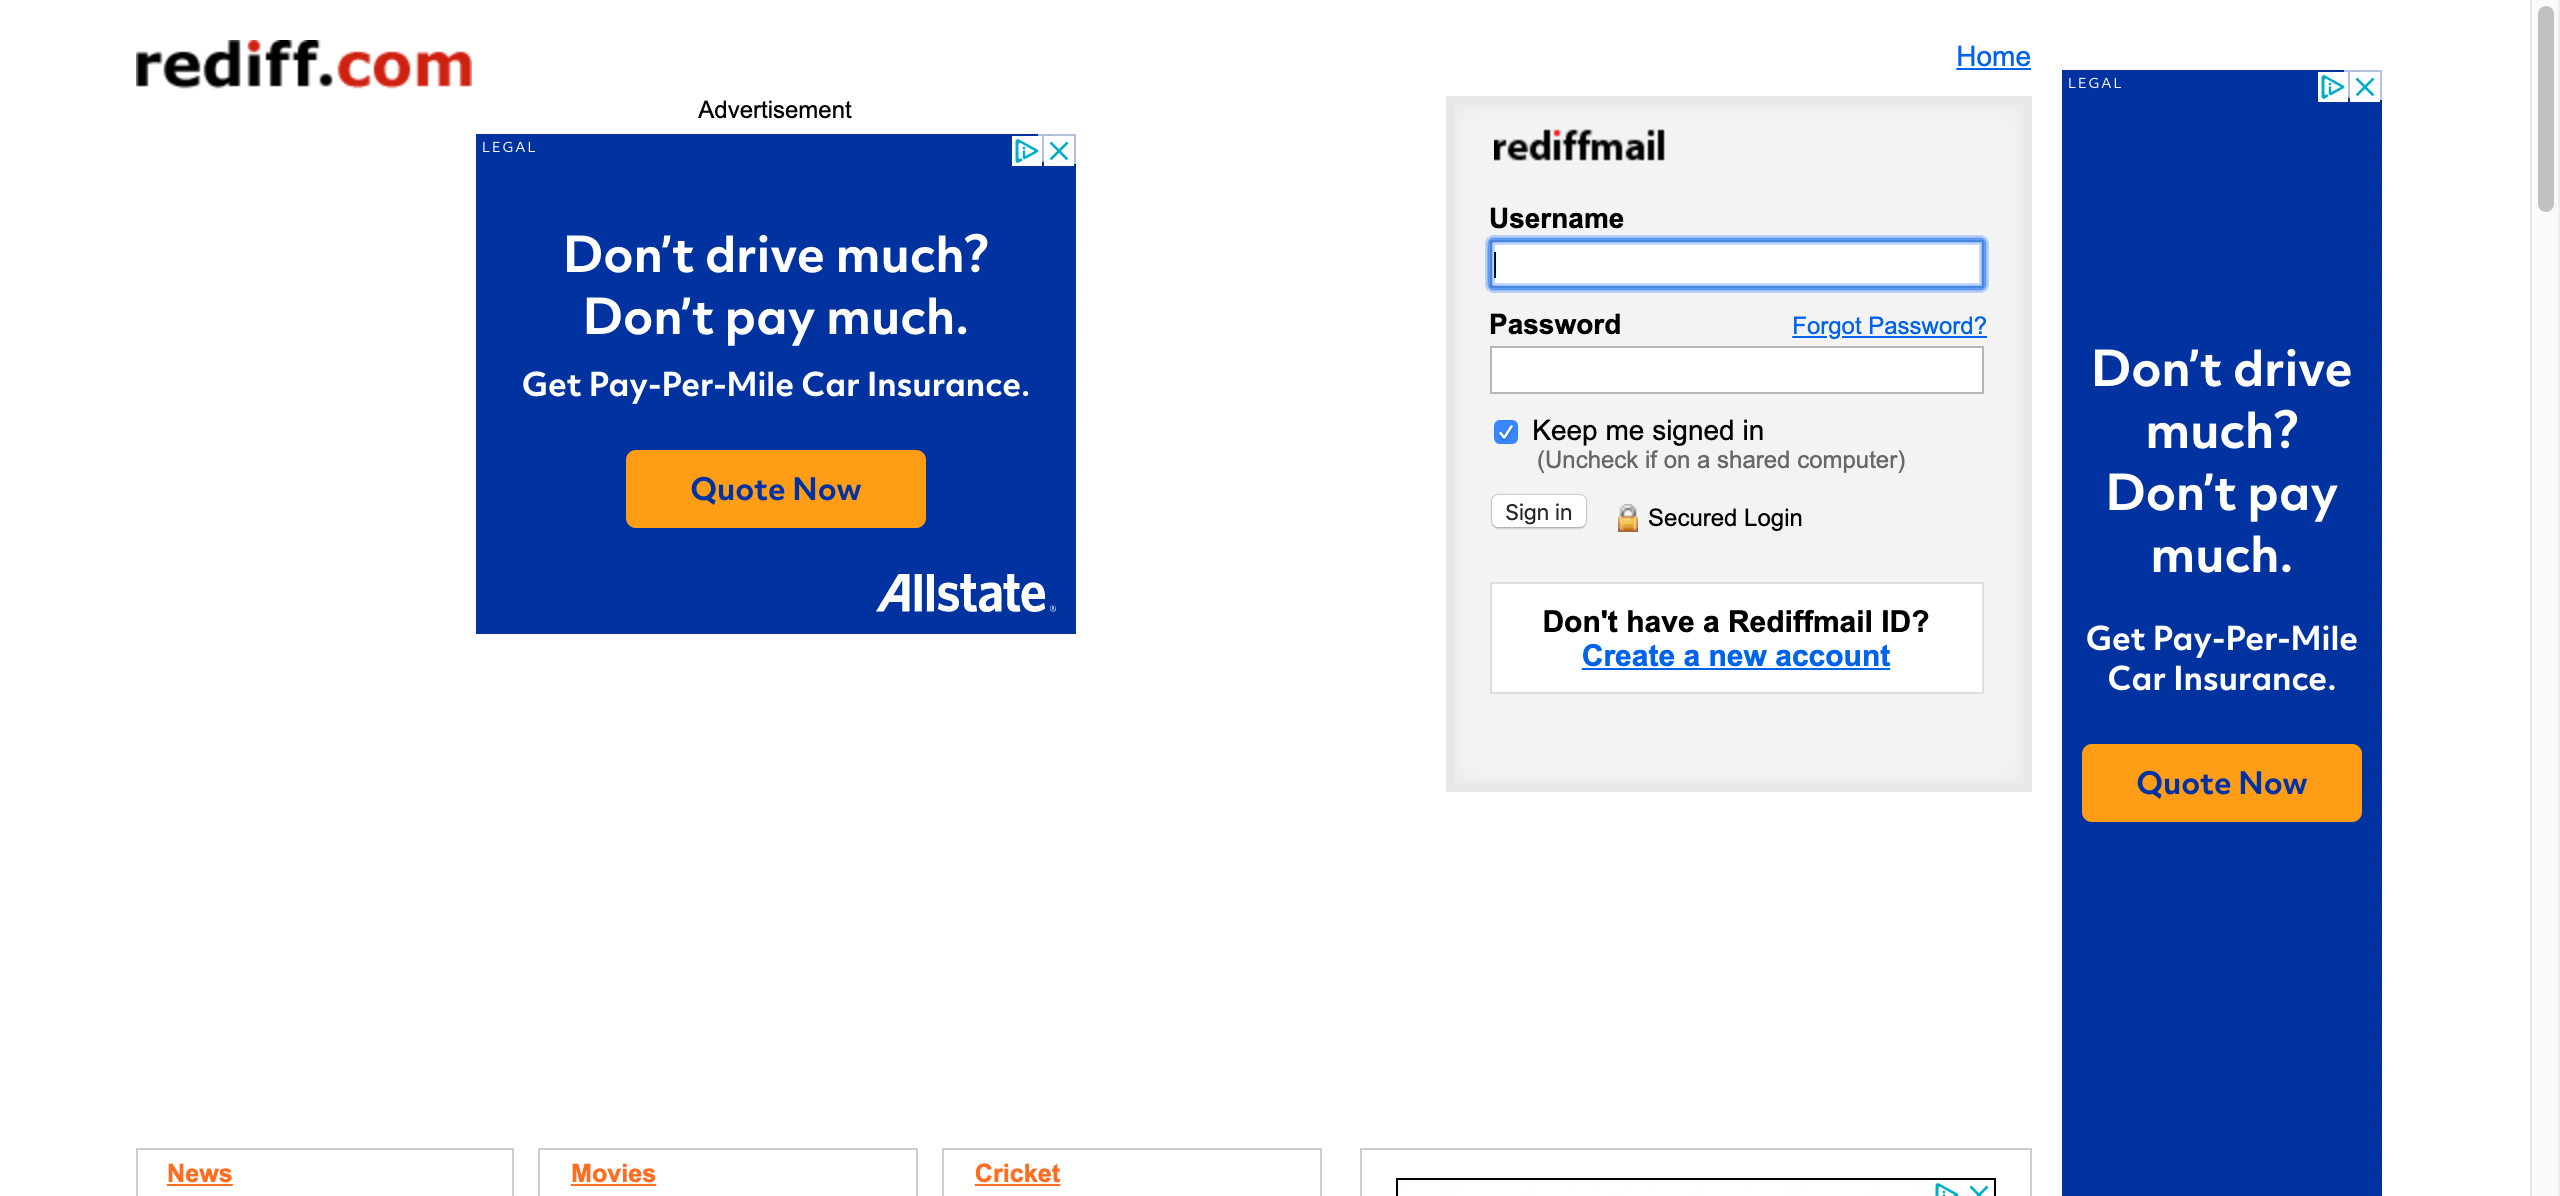 rediff.com
Home
Advertisement
LEGAL
Don't drive much?
Don't pay much.
Get Pay-Per-Mile Car Insurance.
Quote Now
Allstate®
rediffmail
Username
Password
Forgot Password?
Keep me signed in
(Uncheck if on a shared computer)
Sign in
Secured Login
Don't have a Rediffmail ID?
Create a new account
LEGAL
Don't drive
much?
Don't pay
much.
Get Pay-Per-Mile
Car Insurance.
Quote Now
News
Movies
Cricket